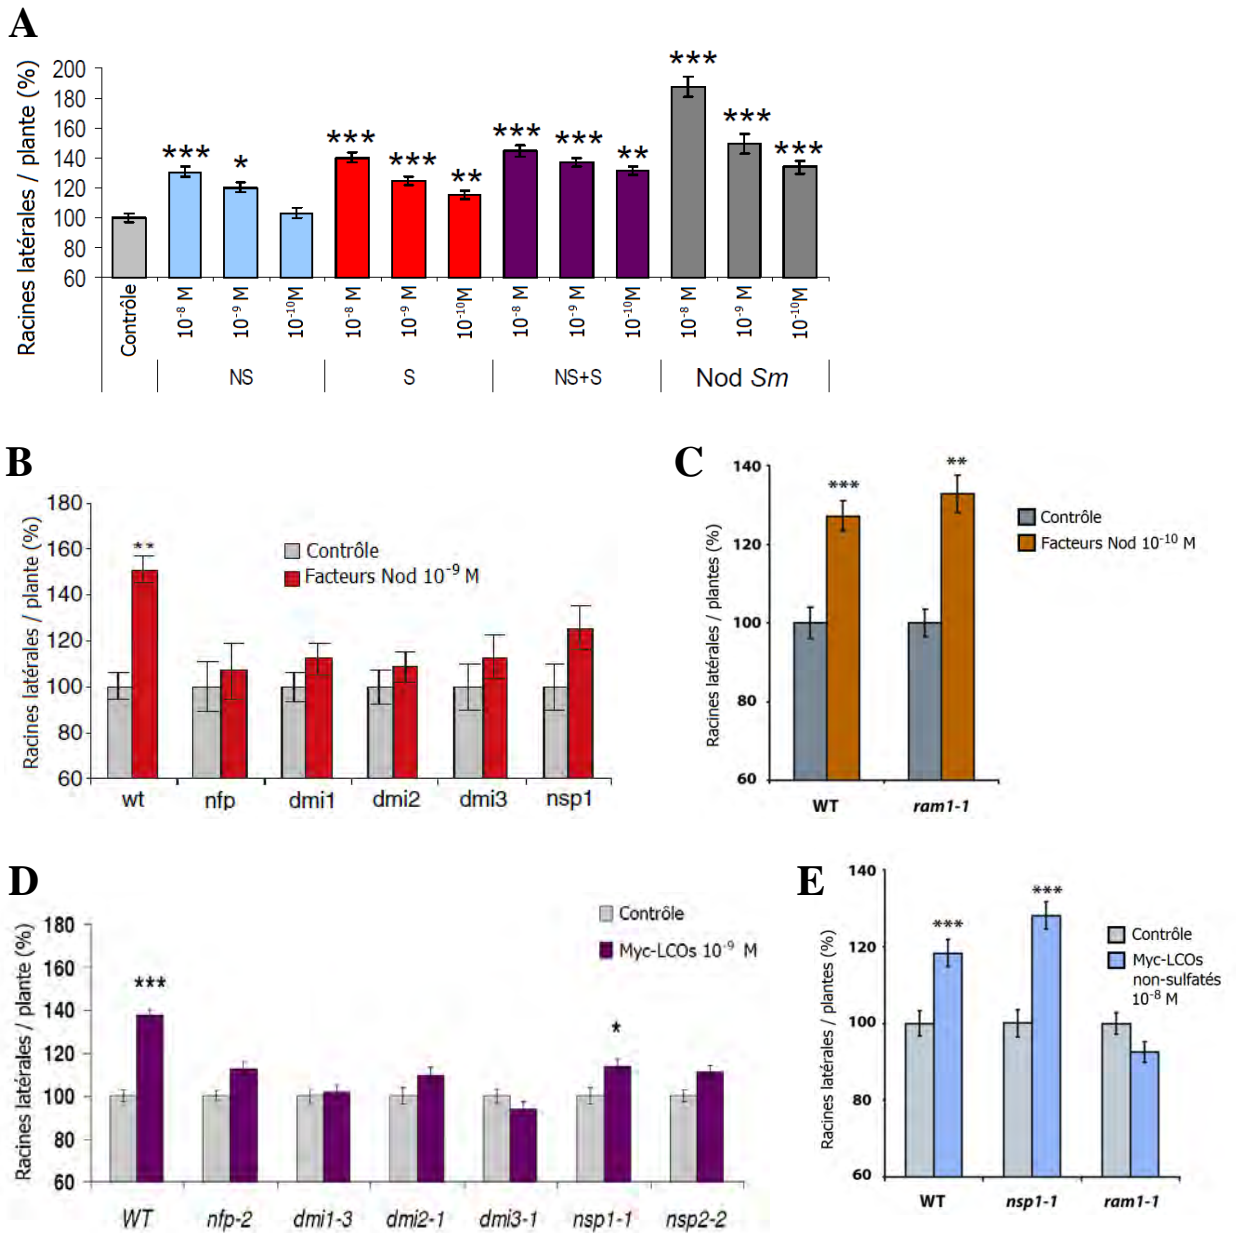 A
Racines latérales / plante (%)
200
180
160
140
120
100
80
60
*** * *** *** ** *** *** ** *** *** ***
Contrôle
10⁻⁸ M 10⁻⁹ M 10⁻¹⁰M 10⁻⁸ M 10⁻⁹ M 10⁻¹⁰M 10⁻⁸ M 10⁻⁹ M 10⁻¹⁰M 10⁻⁸ M 10⁻⁹ M 10⁻¹⁰M
NS S NS+S Nod Sm
B
Racines latérales / plante (%)
180
160
140
120
100
80
60
**
Contrôle
Facteurs Nod 10⁻⁹ M
wt nfp dmi1 dmi2 dmi3 nsp1
C
Racines latérales / plantes (%)
140
120
100
80
60
*** **
Contrôle
Facteurs Nod 10⁻¹⁰ M
WT ram1-1
D
Racines latérales / plante (%)
180
160
140
120
100
80
60
*** *
Contrôle
Myc-LCOs 10⁻⁹ M
WT nfp-2 dmi1-3 dmi2-1 dmi3-1 nsp1-1 nsp2-2
E
Racines latérales / plantes (%)
140
120
100
80
60
*** ***
Contrôle
Myc-LCOs
non-sulfatés
10⁻⁸ M
WT nsp1-1 ram1-1